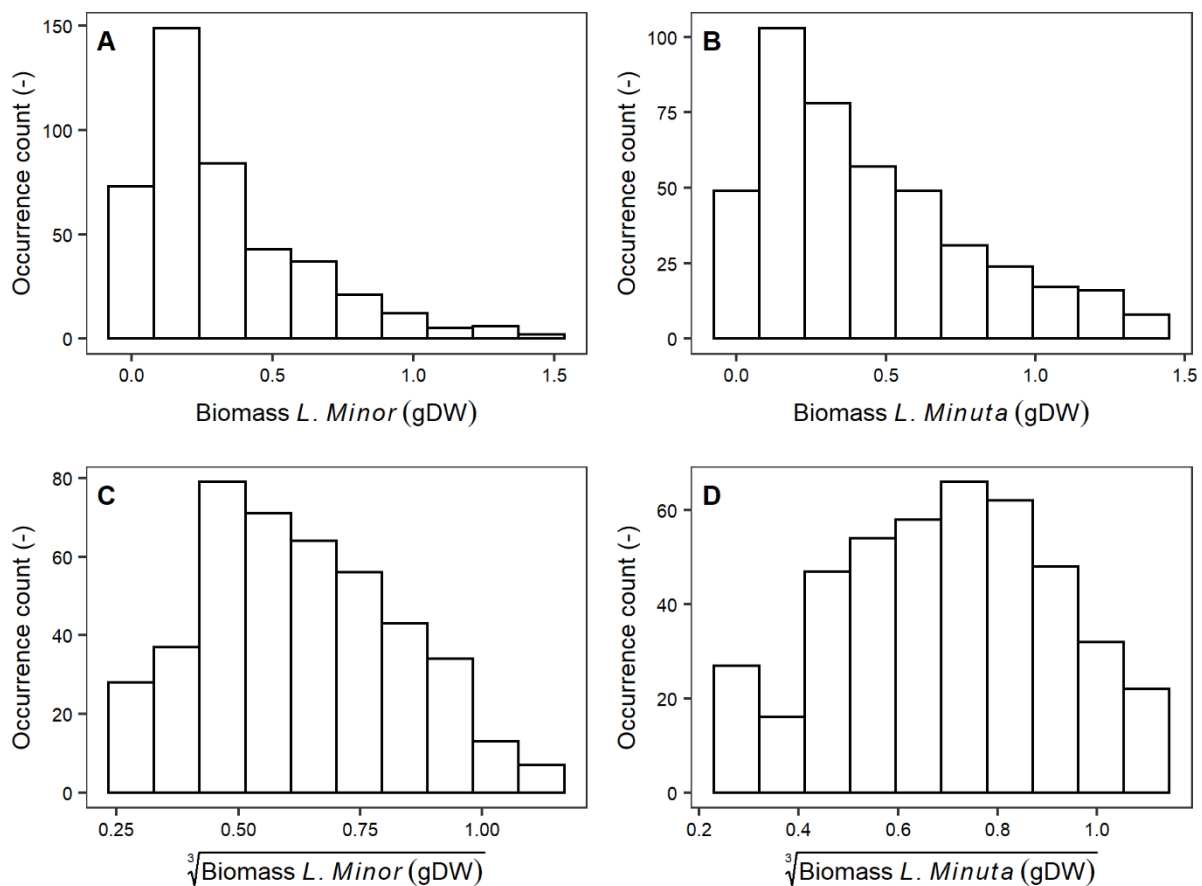 A
Occurrence count (-)
150
100
50
0
0.0 0.5 1.0 1.5
Biomass L. Minor (gDW)
B
Occurrence count (-)
100
75
50
25
0
0.0 0.5 1.0 1.5
Biomass L. Minuta (gDW)
C
Occurrence count (-)
80
60
40
20
0
0.25 0.50 0.75 1.00
∛Biomass L. Minor (gDW)
D
Occurrence count (-)
60
40
20
0
0.2 0.4 0.6 0.8 1.0
∛Biomass L. Minuta (gDW)